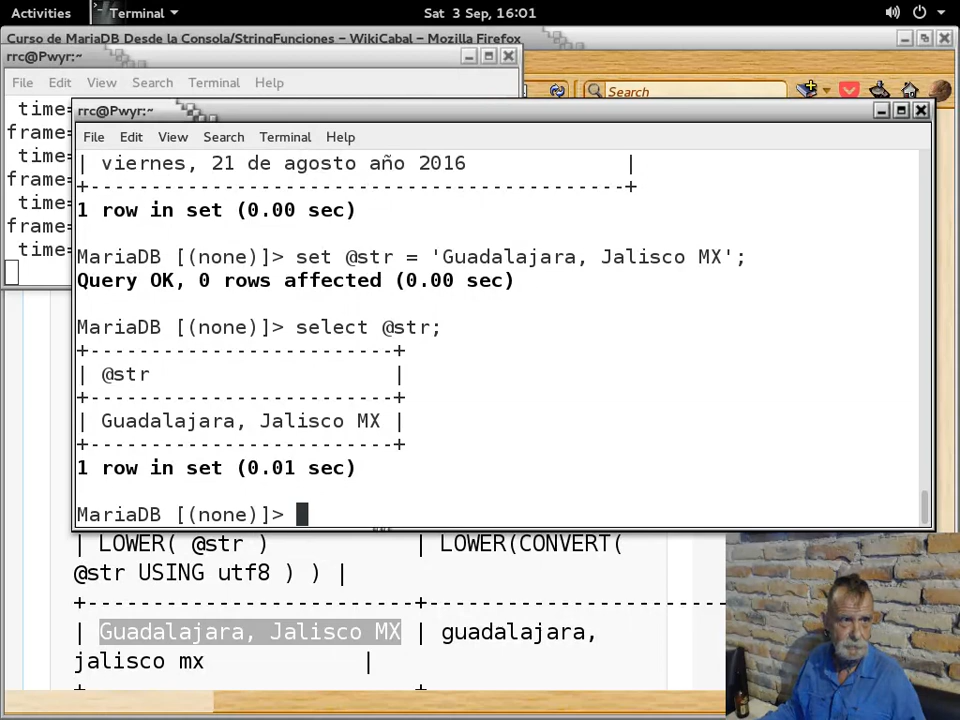 Activities
Terminal
Sat 3 Sep, 16:01
Curso de MariaDB Desde la Consola/StringFunciones – WikiCabal – Mozilla Firefox
rrc@Pwyr:~
File Edit View Search Terminal Help
Search
time=
frame=
time=
frame=
time=
frame=
time=
rrc@Pwyr:~
File Edit View Search Terminal Help
| viernes, 21 de agosto año 2016 |
+---------------------------------------------+
1 row in set (0.00 sec)
MariaDB [(none)]> set @str = 'Guadalajara, Jalisco MX';
Query OK, 0 rows affected (0.00 sec)
MariaDB [(none)]> select @str;
+-------------------------+
| @str |
+-------------------------+
| Guadalajara, Jalisco MX |
+-------------------------+
1 row in set (0.01 sec)
MariaDB [(none)]>
| LOWER( @str ) | LOWER(CONVERT(
@str USING utf8 ) ) |
+-------------------------+-----------------------
| Guadalajara, Jalisco MX | guadalajara,
jalisco mx |